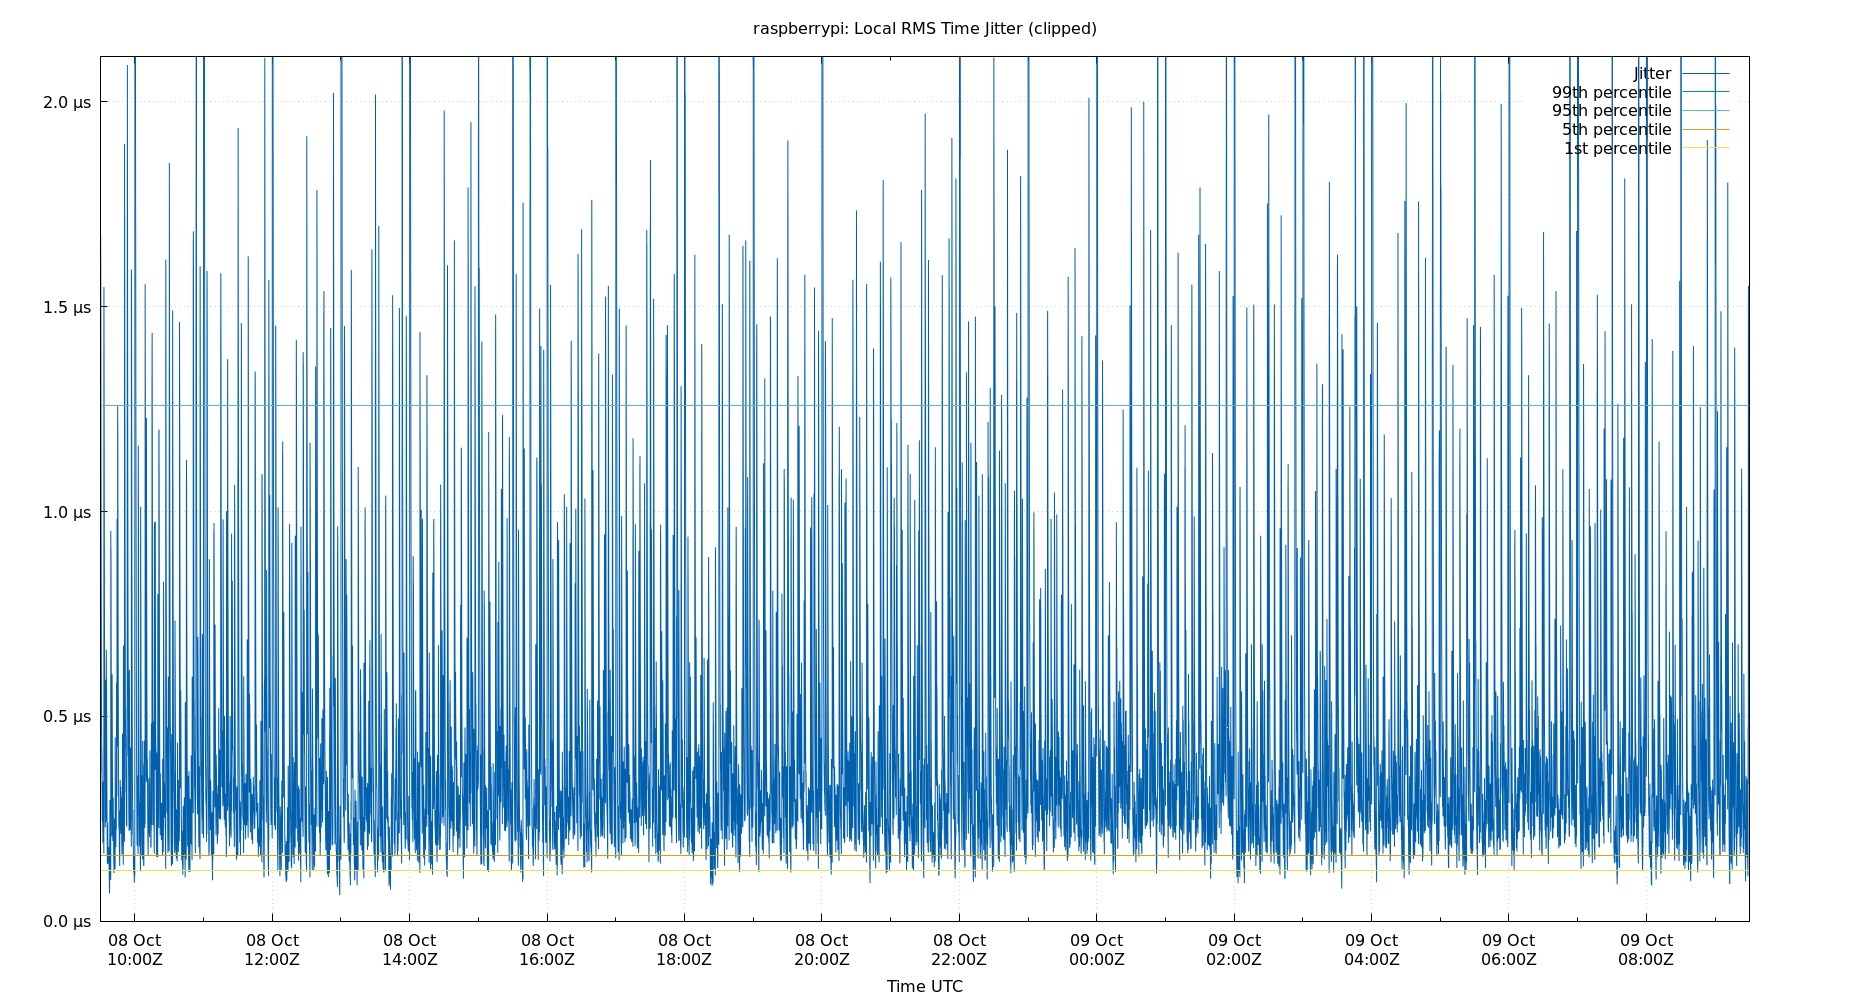 raspberrypi: Local RMS Time Jitter (clipped)
Jitter
99th percentile
95th percentile
5th percentile
1st percentile
2.0 µs
1.5 µs
1.0 µs
0.5 µs
0.0 µs
08 Oct 08 Oct 08 Oct 08 Oct 08 Oct 08 Oct 08 Oct 09 Oct 09 Oct 09 Oct 09 Oct 09 Oct
10:00Z 12:00Z 14:00Z 16:00Z 18:00Z 20:00Z 22:00Z 00:00Z 02:00Z 04:00Z 06:00Z 08:00Z
Time UTC